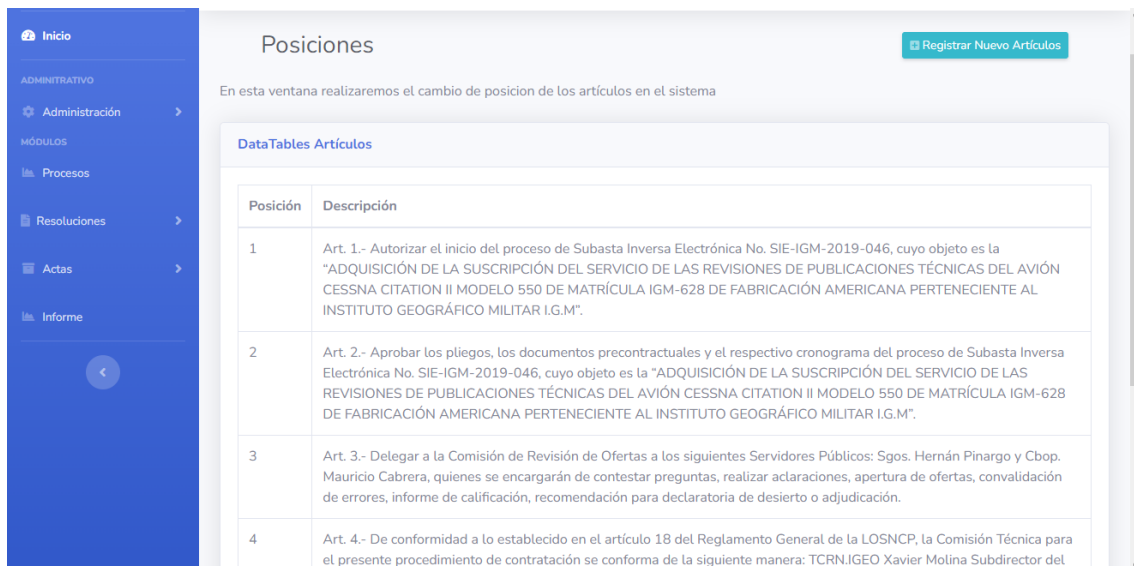 Inicio
ADMINITRATIVO
Administración
MÓDULOS
Procesos
Resoluciones
Actas
Informe
Posiciones
Registrar Nuevo Artículos
En esta ventana realizaremos el cambio de posicion de los artículos en el sistema
DataTables Artículos
Posición Descripción
1 Art. 1.- Autorizar el inicio del proceso de Subasta Inversa Electrónica No. SIE-IGM-2019-046, cuyo objeto es la
“ADQUISICIÓN DE LA SUSCRIPCIÓN DEL SERVICIO DE LAS REVISIONES DE PUBLICACIONES TÉCNICAS DEL AVIÓN
CESSNA CITATION II MODELO 550 DE MATRÍCULA IGM-628 DE FABRICACIÓN AMERICANA PERTENECIENTE AL
INSTITUTO GEOGRÁFICO MILITAR I.G.M”.
2 Art. 2.- Aprobar los pliegos, los documentos precontractuales y el respectivo cronograma del proceso de Subasta Inversa
Electrónica No. SIE-IGM-2019-046, cuyo objeto es la “ADQUISICIÓN DE LA SUSCRIPCIÓN DEL SERVICIO DE LAS
REVISIONES DE PUBLICACIONES TÉCNICAS DEL AVIÓN CESSNA CITATION II MODELO 550 DE MATRÍCULA IGM-628
DE FABRICACIÓN AMERICANA PERTENECIENTE AL INSTITUTO GEOGRÁFICO MILITAR I.G.M”.
3 Art. 3.- Delegar a la Comisión de Revisión de Ofertas a los siguientes Servidores Públicos: Sgos. Hernán Pinargo y Cbop.
Mauricio Cabrera, quienes se encargarán de contestar preguntas, realizar aclaraciones, apertura de ofertas, convalidación
de errores, informe de calificación, recomendación para declaratoria de desierto o adjudicación.
4 Art. 4.- De conformidad a lo establecido en el artículo 18 del Reglamento General de la LOSNCP, la Comisión Técnica para
el presente procedimiento de contratación se conforma de la siguiente manera: TCRN.IGEO Xavier Molina Subdirector del